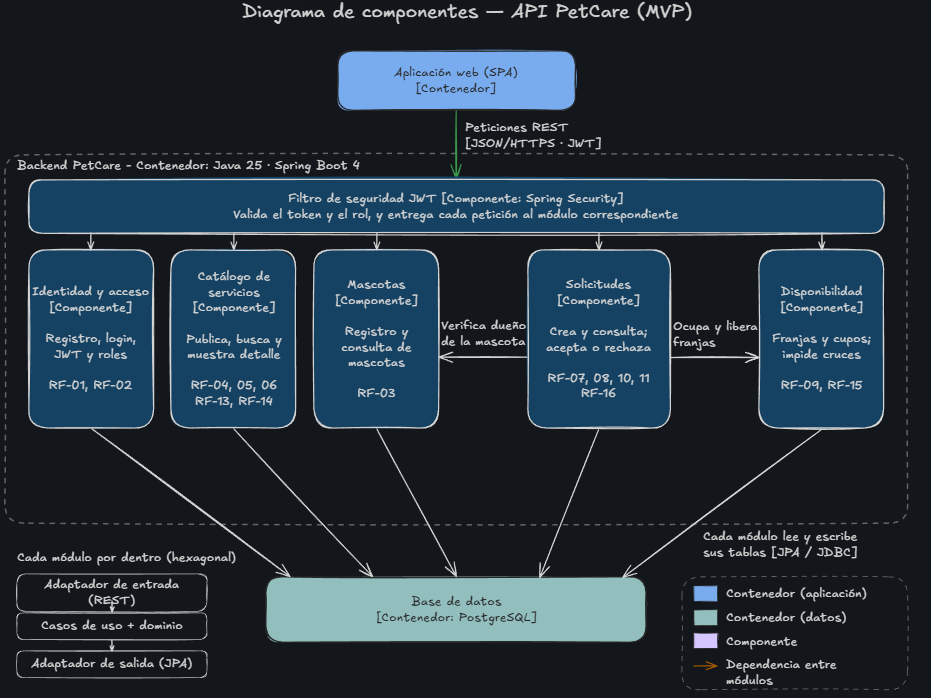 Diagrama de componentes — API PetCare (MVP)
Aplicación web (SPA)
[Contenedor]
Peticiones REST
[JSON/HTTPS · JWT]
Backend PetCare - Contenedor: Java 25 · Spring Boot 4
Filtro de seguridad JWT [Componente: Spring Security]
Valida el token y el rol, y entrega cada petición al módulo correspondiente
Identidad y acceso
[Componente]
Registro, login,
JWT y roles
RF-01, RF-02
Catálogo de
servicios
[Componente]
Publica, busca y
muestra detalle
RF-04, 05, 06
RF-13, RF-14
Mascotas
[Componente]
Registro y
consulta de
mascotas
RF-03
Verifica dueño
de la mascota
Solicitudes
[Componente]
Crea y consulta;
acepta o rechaza
RF-07, 08, 10, 11
RF-16
Ocupa y libera
franjas
Disponibilidad
[Componente]
Franjas y cupos;
impide cruces
RF-09, RF-15
Cada módulo lee y escribe
sus tablas [JPA / JDBC]
Cada módulo por dentro (hexagonal)
Adaptador de entrada
(REST)
Casos de uso + dominio
Adaptador de salida (JPA)
Base de datos
[Contenedor: PostgreSQL]
Contenedor (aplicación)
Contenedor (datos)
Componente
Dependencia entre
módulos